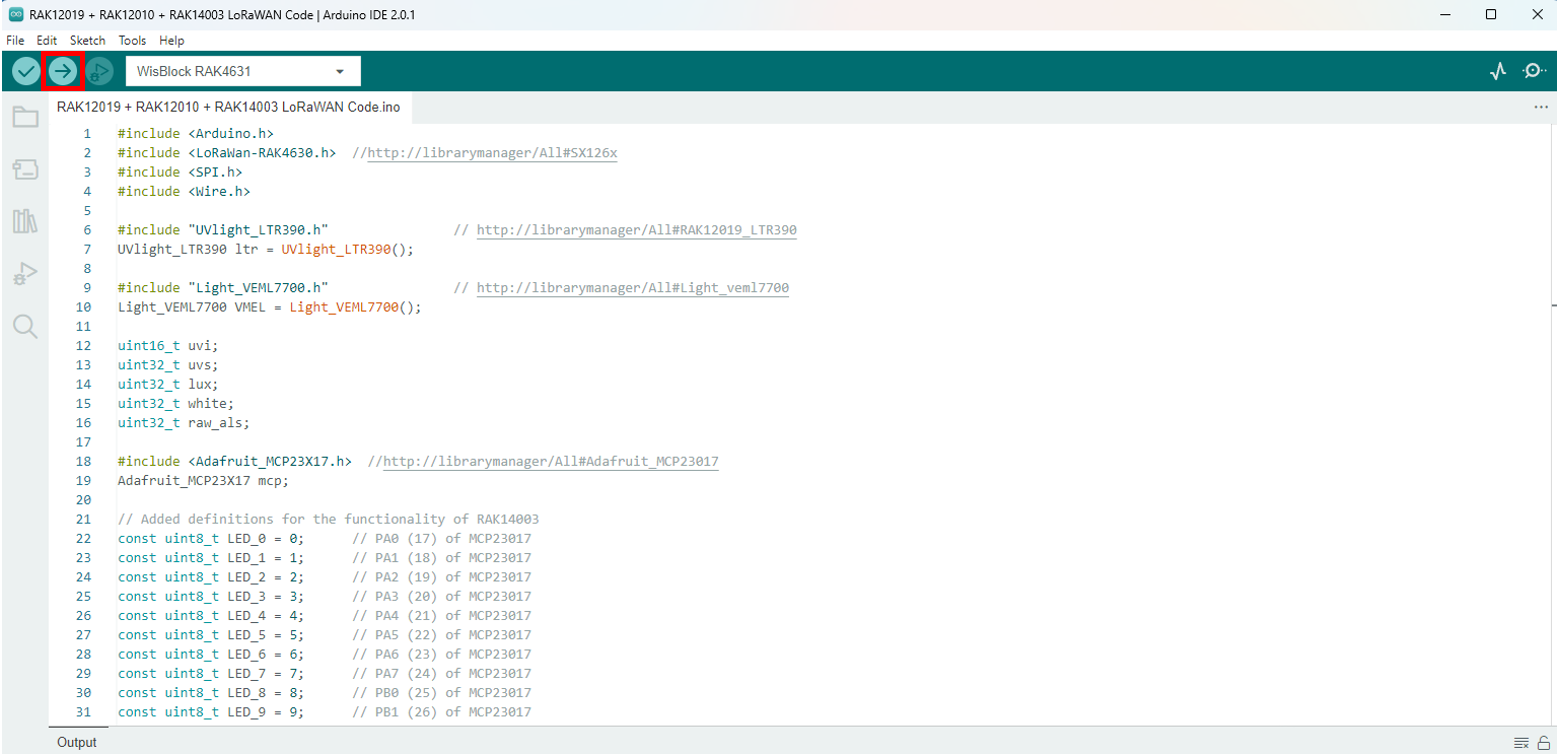 RAK12019 + RAK12010 + RAK14003 LoRaWAN Code | Arduino IDE 2.0.1
File Edit Sketch Tools Help
WisBlock RAK4631
RAK12019 + RAK12010 + RAK14003 LoRaWAN Code.ino
1 #include <Arduino.h>
2 #include <LoRaWan-RAK4630.h>  //http://librarymanager/All#SX126x
3 #include <SPI.h>
4 #include <Wire.h>
5
6 #include "UVlight_LTR390.h"                // http://librarymanager/All#RAK12019_LTR390
7 UVlight_LTR390 ltr = UVlight_LTR390();
8
9 #include "Light_VEML7700.h"                // http://librarymanager/All#Light_veml7700
10 Light_VEML7700 VMEL = Light_VEML7700();
11
12 uint16_t uvi;
13 uint32_t uvs;
14 uint32_t lux;
15 uint32_t white;
16 uint32_t raw_als;
17
18 #include <Adafruit_MCP23X17.h>  //http://librarymanager/All#Adafruit_MCP23017
19 Adafruit_MCP23X17 mcp;
20
21 // Added definitions for the functionality of RAK14003
22 const uint8_t LED_0 = 0;      // PA0 (17) of MCP23017
23 const uint8_t LED_1 = 1;      // PA1 (18) of MCP23017
24 const uint8_t LED_2 = 2;      // PA2 (19) of MCP23017
25 const uint8_t LED_3 = 3;      // PA3 (20) of MCP23017
26 const uint8_t LED_4 = 4;      // PA4 (21) of MCP23017
27 const uint8_t LED_5 = 5;      // PA5 (22) of MCP23017
28 const uint8_t LED_6 = 6;      // PA6 (23) of MCP23017
29 const uint8_t LED_7 = 7;      // PA7 (24) of MCP23017
30 const uint8_t LED_8 = 8;      // PB0 (25) of MCP23017
31 const uint8_t LED_9 = 9;      // PB1 (26) of MCP23017
Output